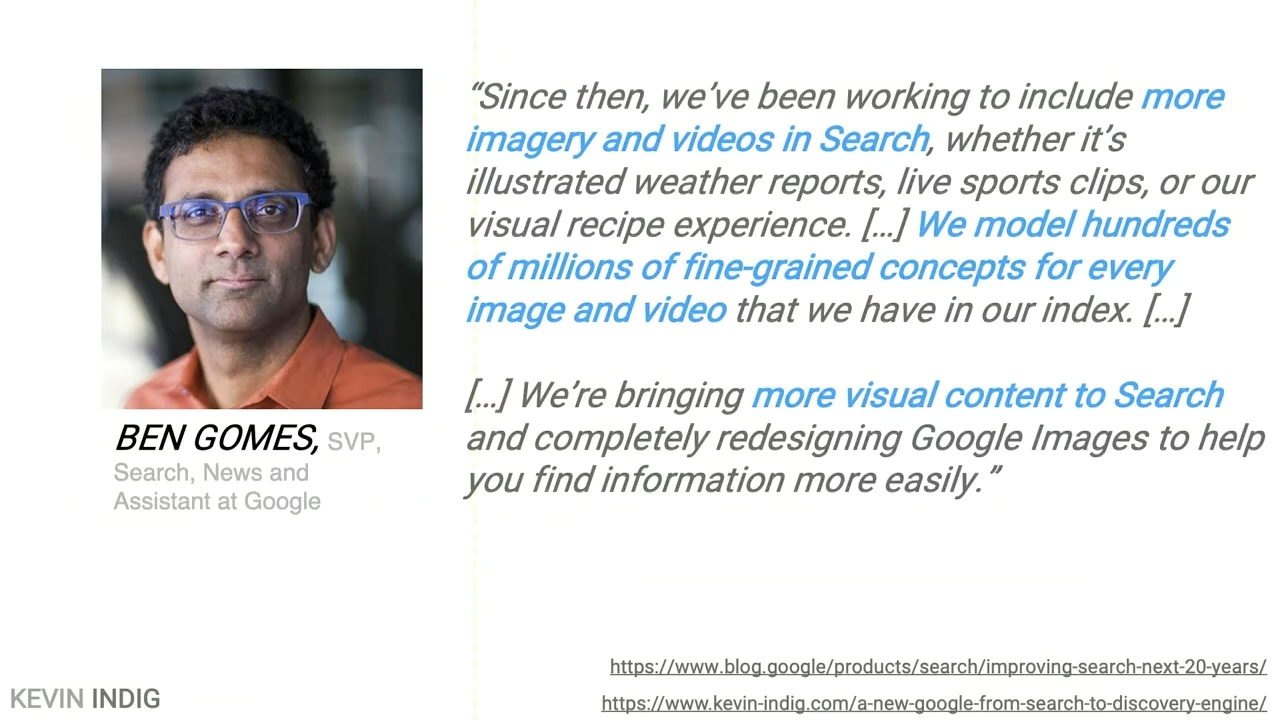 “Since then, we’ve been working to include more
imagery and videos in Search, whether it’s
illustrated weather reports, live sports clips, or our
visual recipe experience. [...] We model hundreds
of millions of fine-grained concepts for every
image and video that we have in our index. [...]
[...] We’re bringing more visual content to Search
and completely redesigning Google Images to help
you find information more easily.”
BEN GOMES, SVP,
Search, News and
Assistant at Google
https://www.blog.google/products/search/improving-search-next-20-years/
https://www.kevin-indig.com/a-new-google-from-search-to-discovery-engine/
KEVIN INDIG